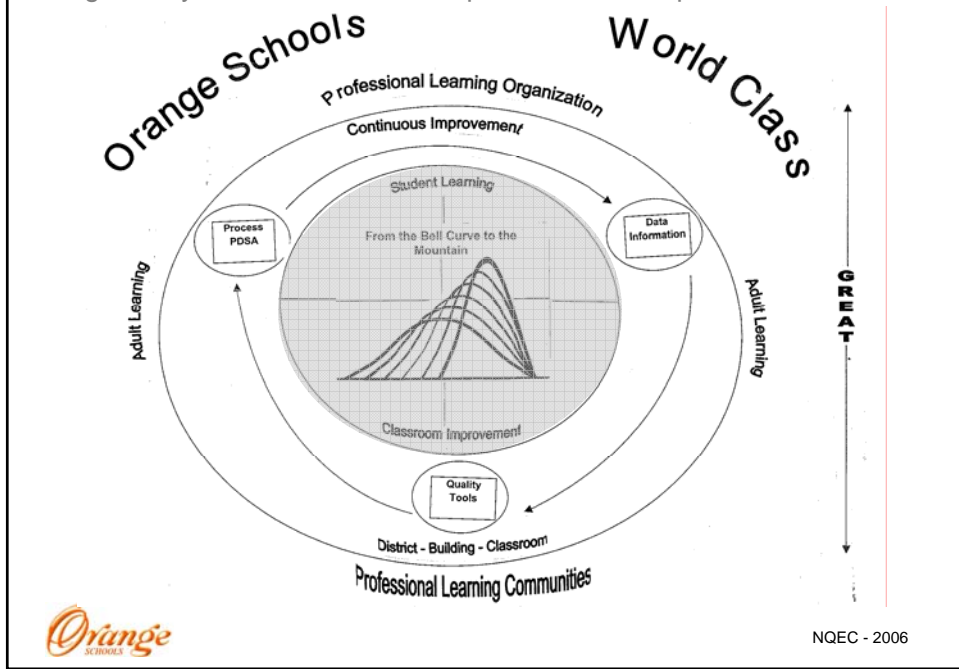 Orange Schools
World Class
Professional Learning Organization
Continuous Improvement
Student Learning
Process
PDSA
Data
Information
From the Bell Curve to the
Mountain
Adult Learning
Adult Learning
GREAT
Classroom Improvement
Quality
Tools
District - Building - Classroom
Professional Learning Communities
Orange
SCHOOLS
NQEC - 2006